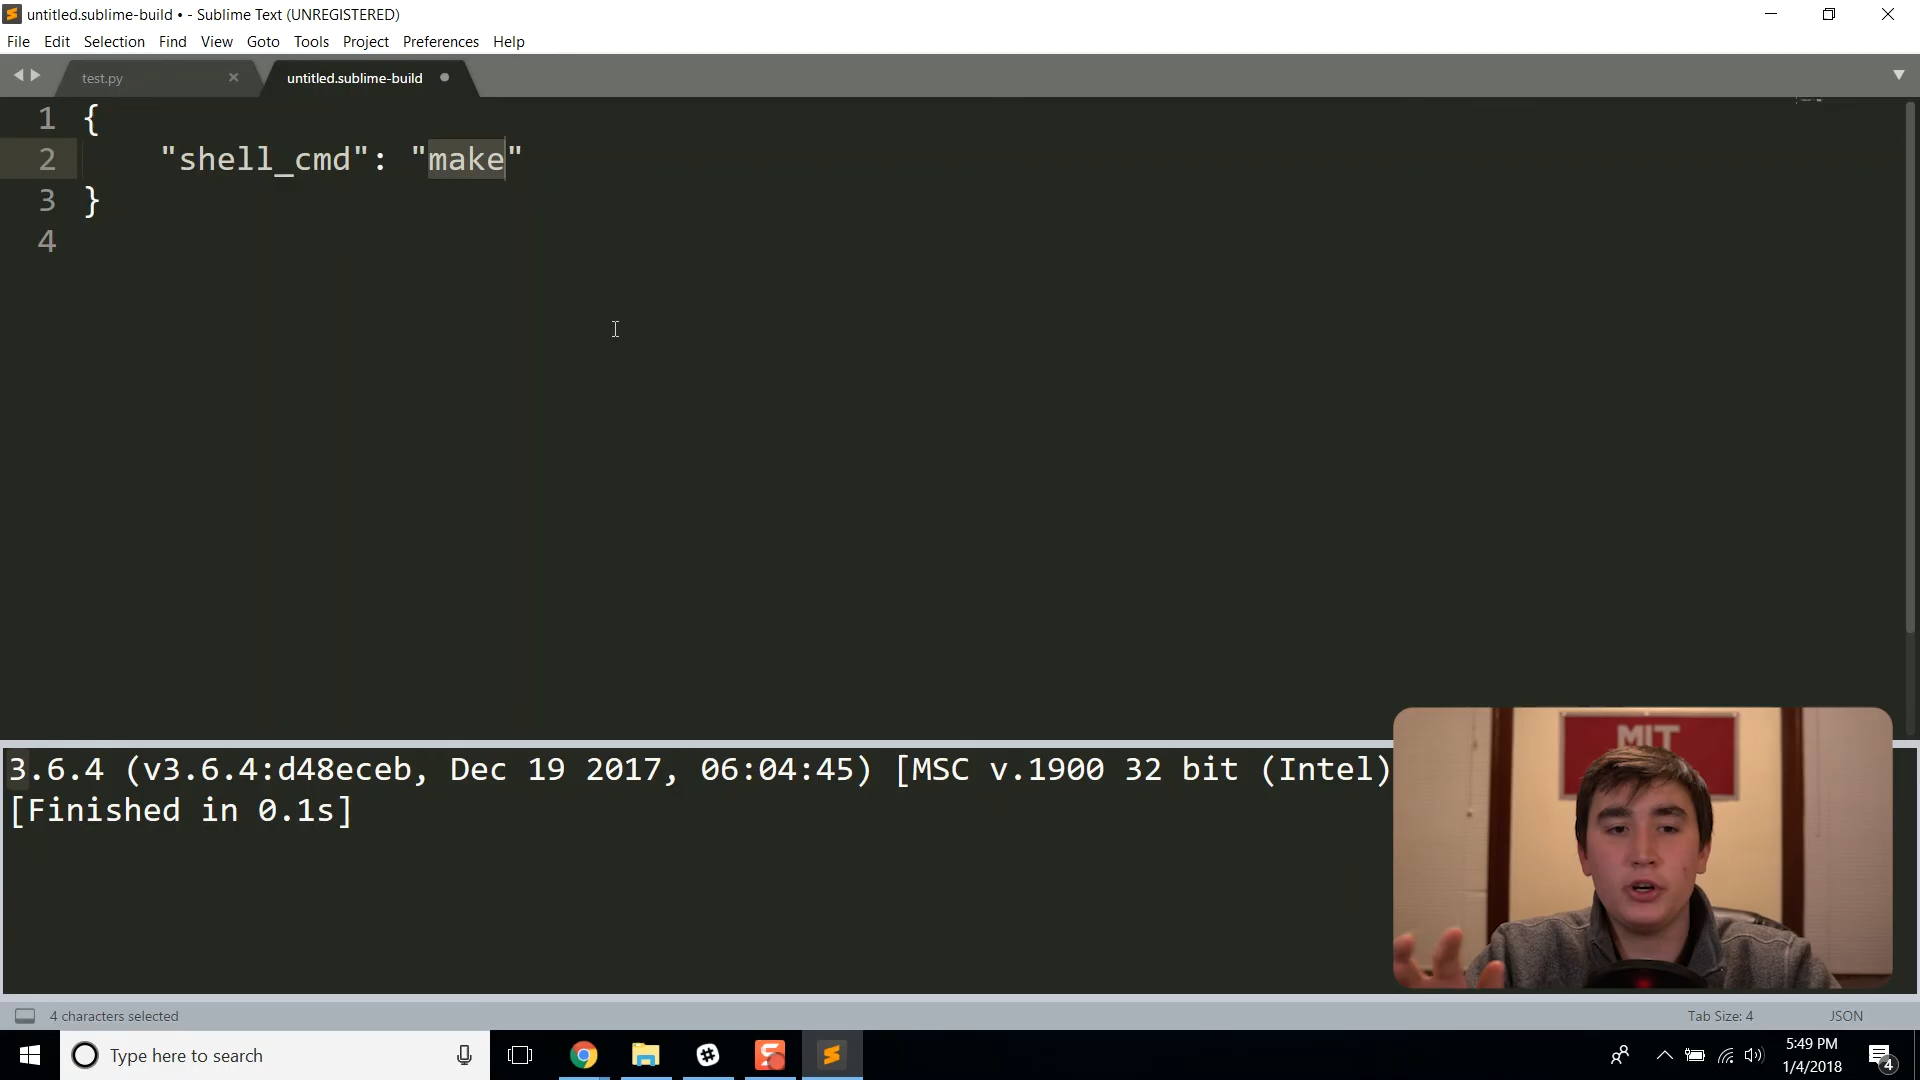 untitled.sublime-build • - Sublime Text (UNREGISTERED)
File Edit Selection Find View Goto Tools Project Preferences Help
test.py × untitled.sublime-build
1 {
2 "shell_cmd": "make"
3 }
4
3.6.4 (v3.6.4:d48eceb, Dec 19 2017, 06:04:45) [MSC v.1900 32 bit (Intel)
[Finished in 0.1s]
MIT
4 characters selected Tab Size: 4 JSON
Type here to search
5:49 PM
1/4/2018
4